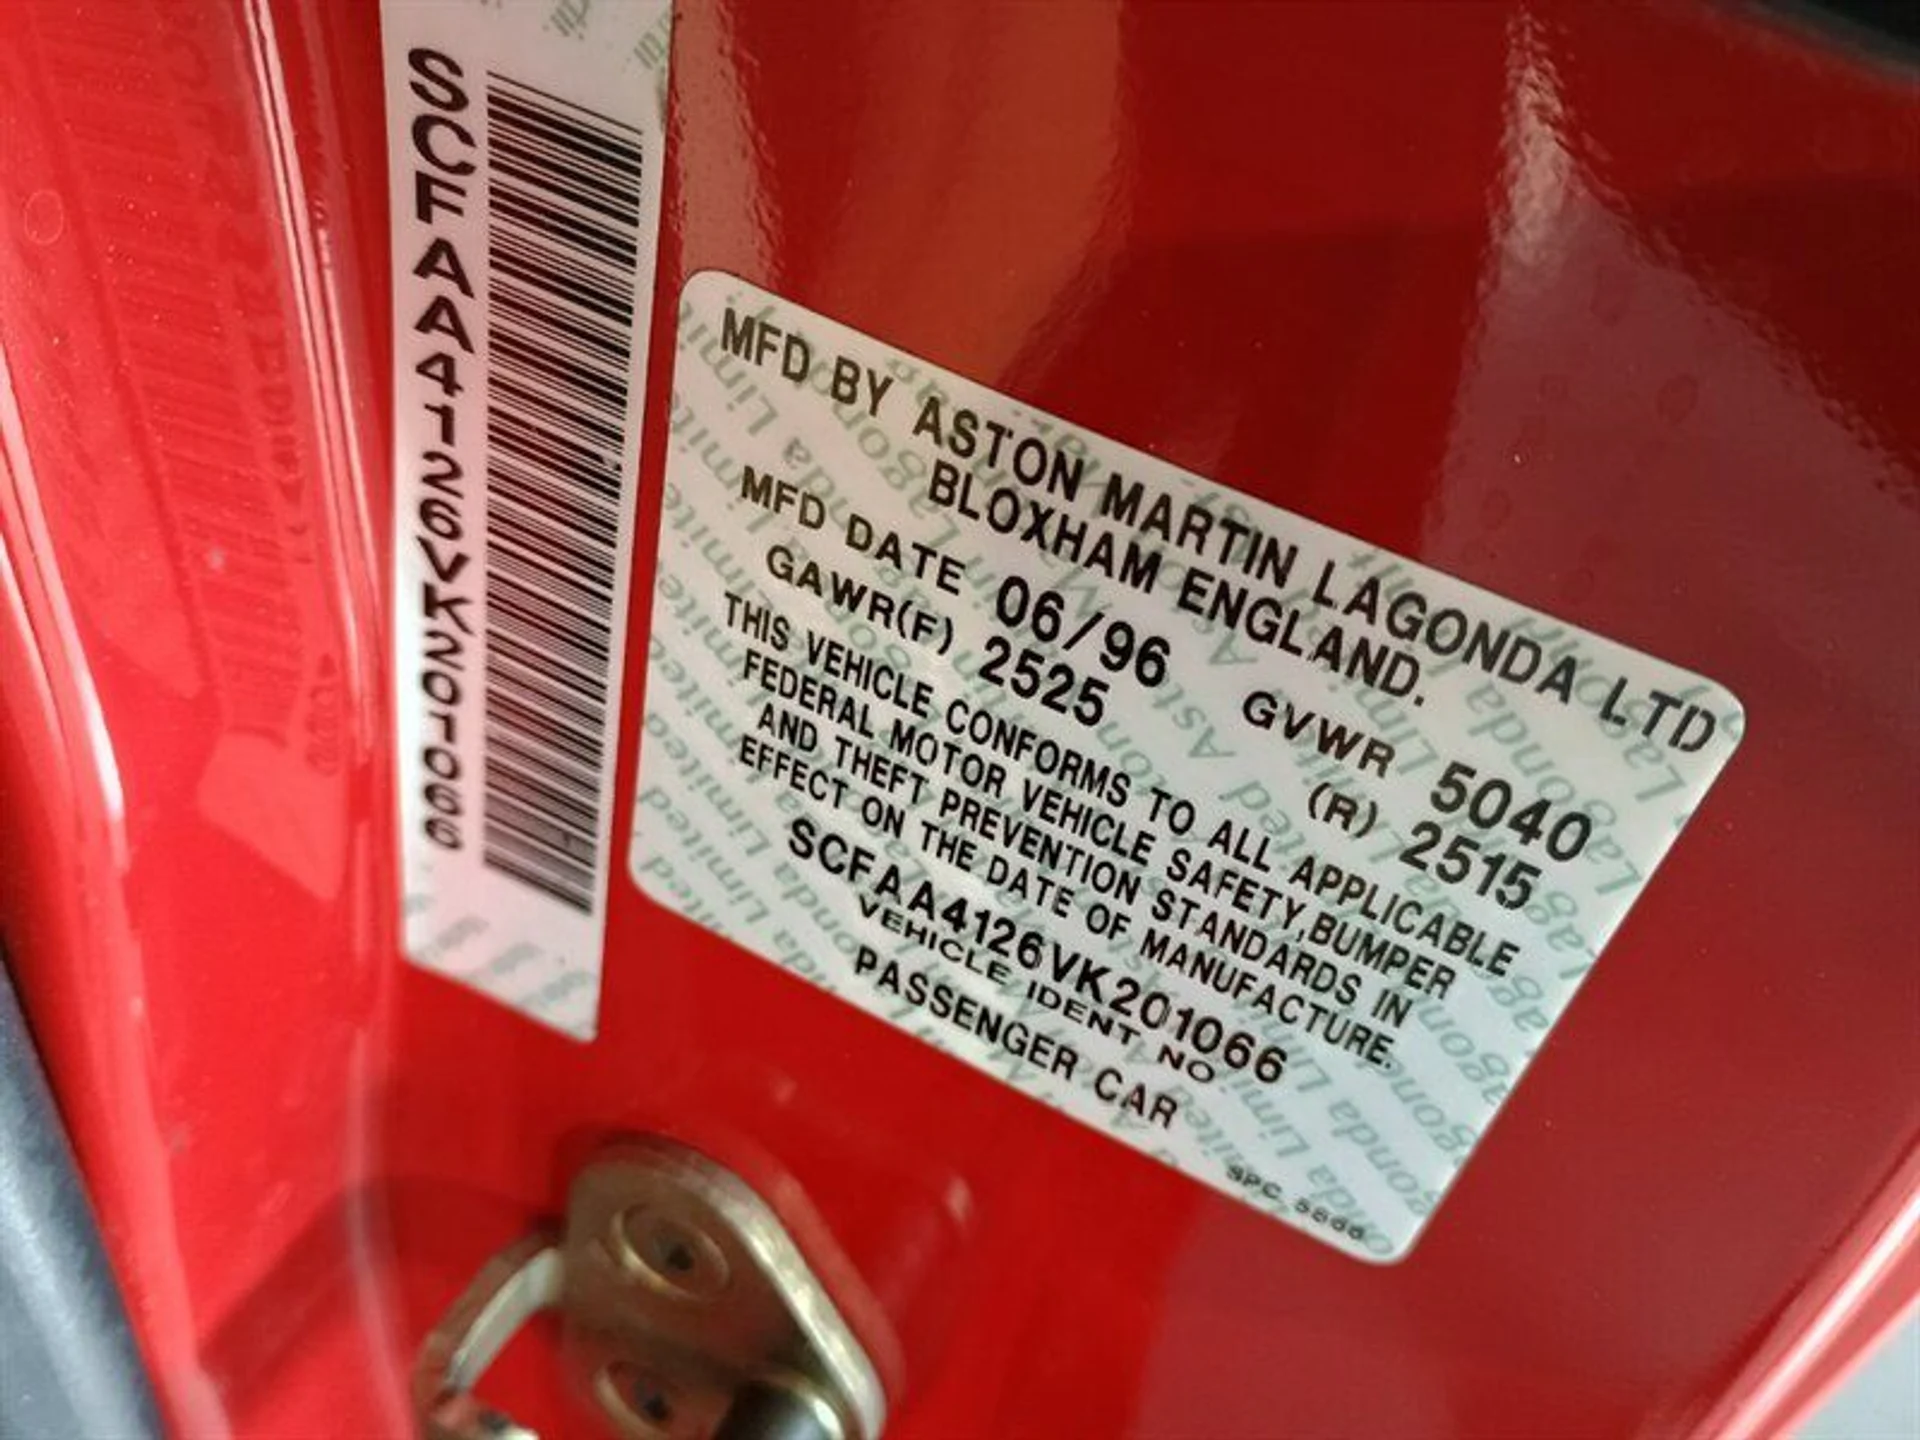 SCFAA4126VK201066
MFD BY ASTON MARTIN LAGONDA LTD
BLOXHAM ENGLAND.
MFD DATE 06/96 GVWR 5040
GAWR(F) 2525 (R) 2515
THIS VEHICLE CONFORMS TO ALL APPLICABLE
FEDERAL MOTOR VEHICLE SAFETY,BUMPER
AND THEFT PREVENTION STANDARDS IN
EFFECT ON THE DATE OF MANUFACTURE.
SCFAA4126VK201066
VEHICLE IDENT NO
PASSENGER CAR
SPC